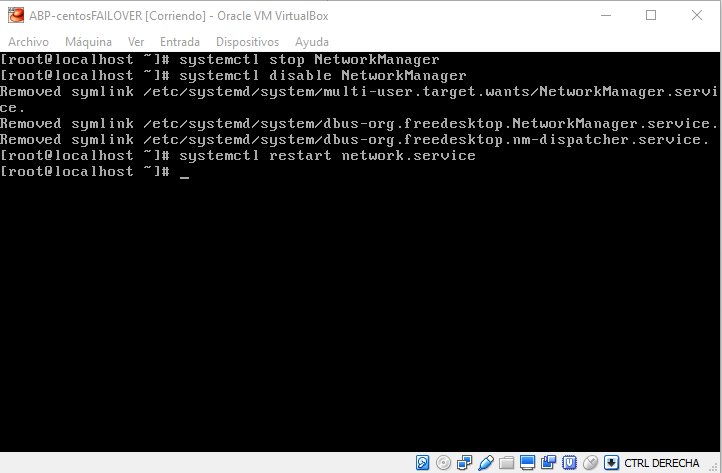 ABP-centosFAILOVER [Corriendo] - Oracle VM VirtualBox
Archivo Máquina Ver Entrada Dispositivos Ayuda
[root@localhost ~]# systemctl stop NetworkManager
[root@localhost ~]# systemctl disable NetworkManager
Removed symlink /etc/systemd/system/multi-user.target.wants/NetworkManager.servi
ce.
Removed symlink /etc/systemd/system/dbus-org.freedesktop.NetworkManager.service.
Removed symlink /etc/systemd/system/dbus-org.freedesktop.nm-dispatcher.service.
[root@localhost ~]# systemctl restart network.service
[root@localhost ~]# _
CTRL DERECHA